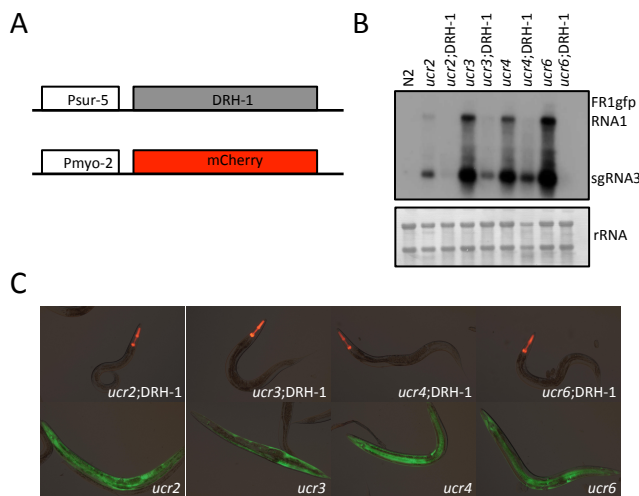 A
Psur-5
DRH-1
Pmyo-2
mCherry
B
N2
ucr2
ucr2;DRH-1
ucr3
ucr3;DRH-1
ucr4
ucr4;DRH-1
ucr6
ucr6;DRH-1
FR1gfp
RNA1
sgRNA3
rRNA
C
ucr2;DRH-1
ucr3;DRH-1
ucr4;DRH-1
ucr6;DRH-1
ucr2
ucr3
ucr4
ucr6